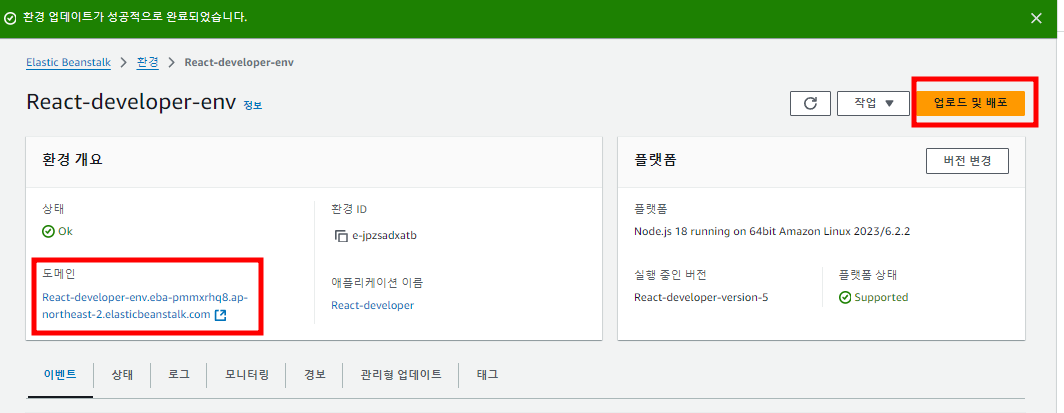 환경 업데이트가 성공적으로 완료되었습니다.
Elastic Beanstalk > 환경 > React-developer-env
React-developer-env 정보
작업
업로드 및 배포
환경 개요
상태
Ok
도메인
React-developer-env.eba-pmmxrhq8.ap-
northeast-2.elasticbeanstalk.com
환경 ID
e-jpzsadxatb
애플리케이션 이름
React-developer
플랫폼
버전 변경
플랫폼
Node.js 18 running on 64bit Amazon Linux 2023/6.2.2
실행 중인 버전
React-developer-version-5
플랫폼 상태
Supported
이벤트 상태 로그 모니터링 경보 관리형 업데이트 태그